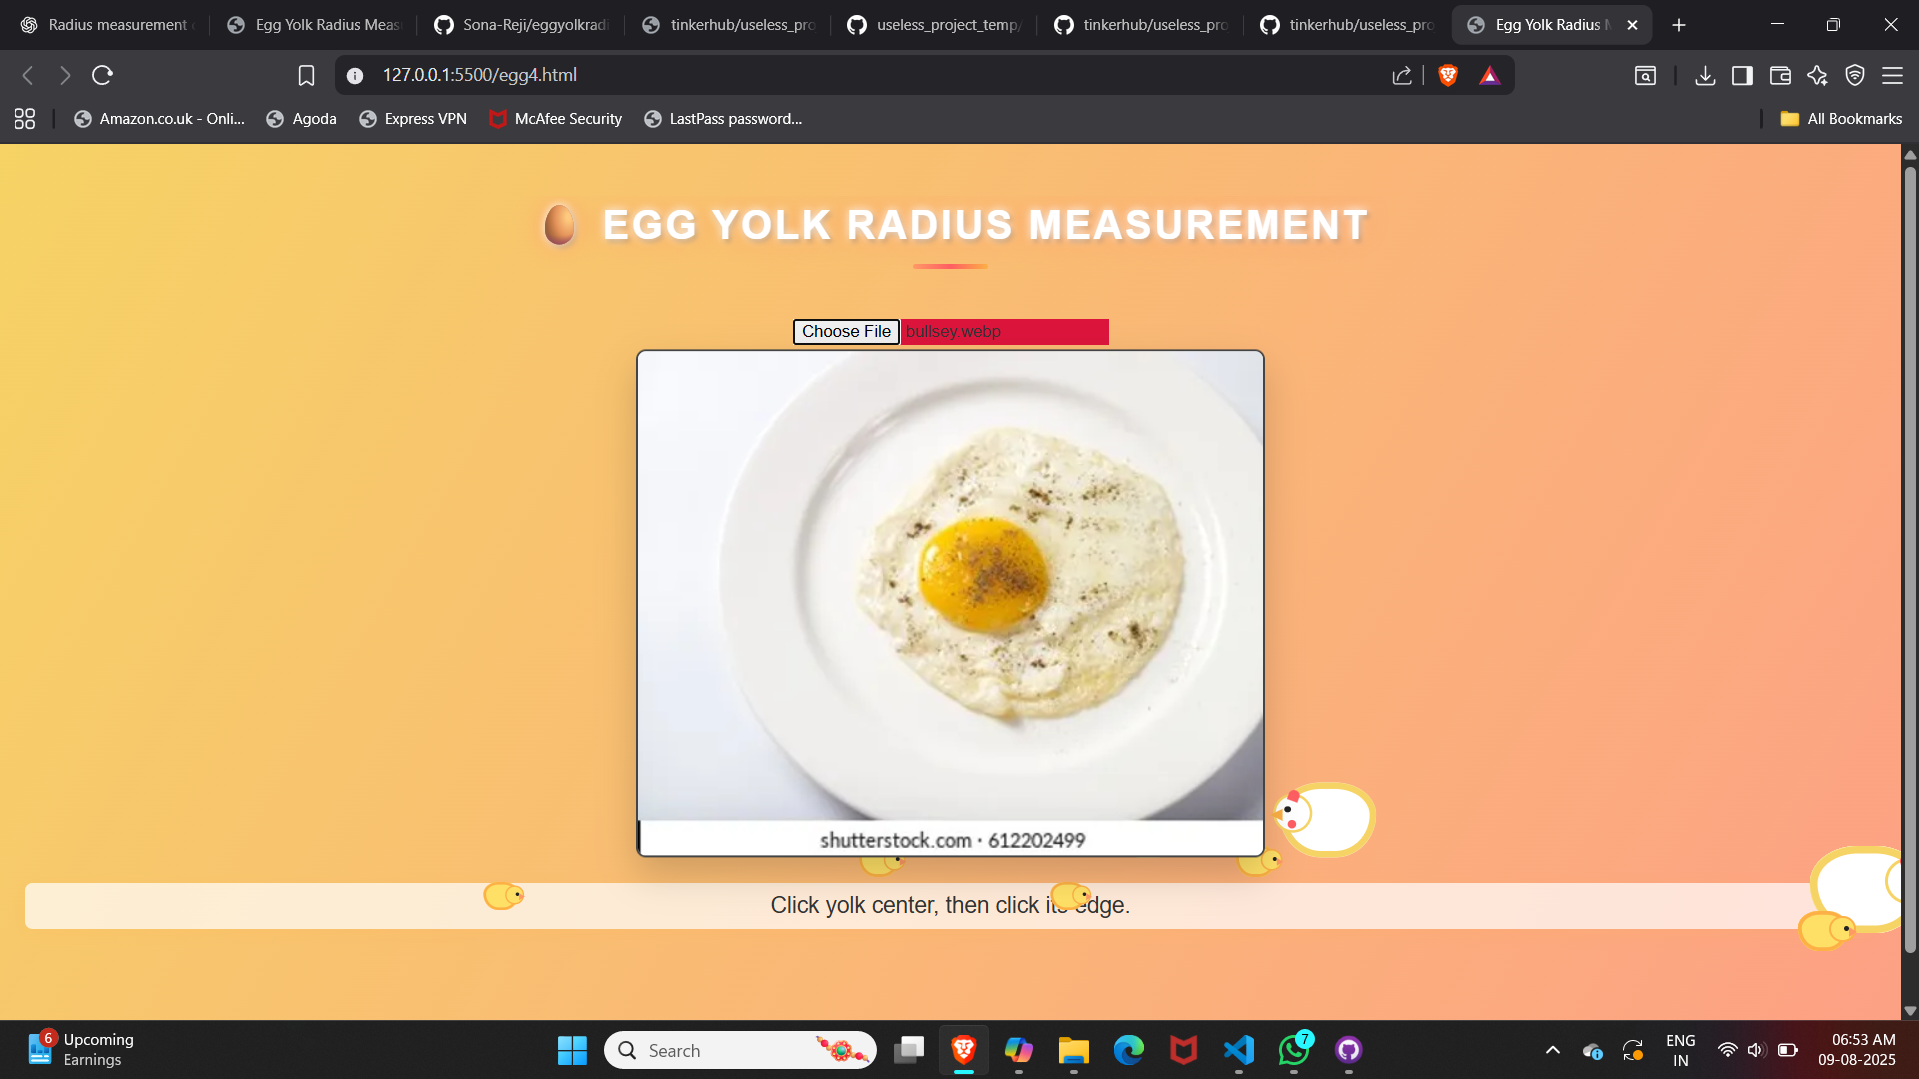 Radius measurement
Egg Yolk Radius Meas
Sona-Reji/eggyolkradi
tinkerhub/useless_pro
useless_project_temp/
tinkerhub/useless_pro
tinkerhub/useless_pro
Egg Yolk Radius M
127.0.0.1:5500/egg4.html
Amazon.co.uk - Onli...
Agoda
Express VPN
McAfee Security
LastPass password...
All Bookmarks
EGG YOLK RADIUS MEASUREMENT
Choose File bullsey.webp
shutterstock.com · 612202499
Click yolk center, then click its edge.
6
Upcoming
Earnings
Search
7
ENG
IN
06:53 AM
09-08-2025